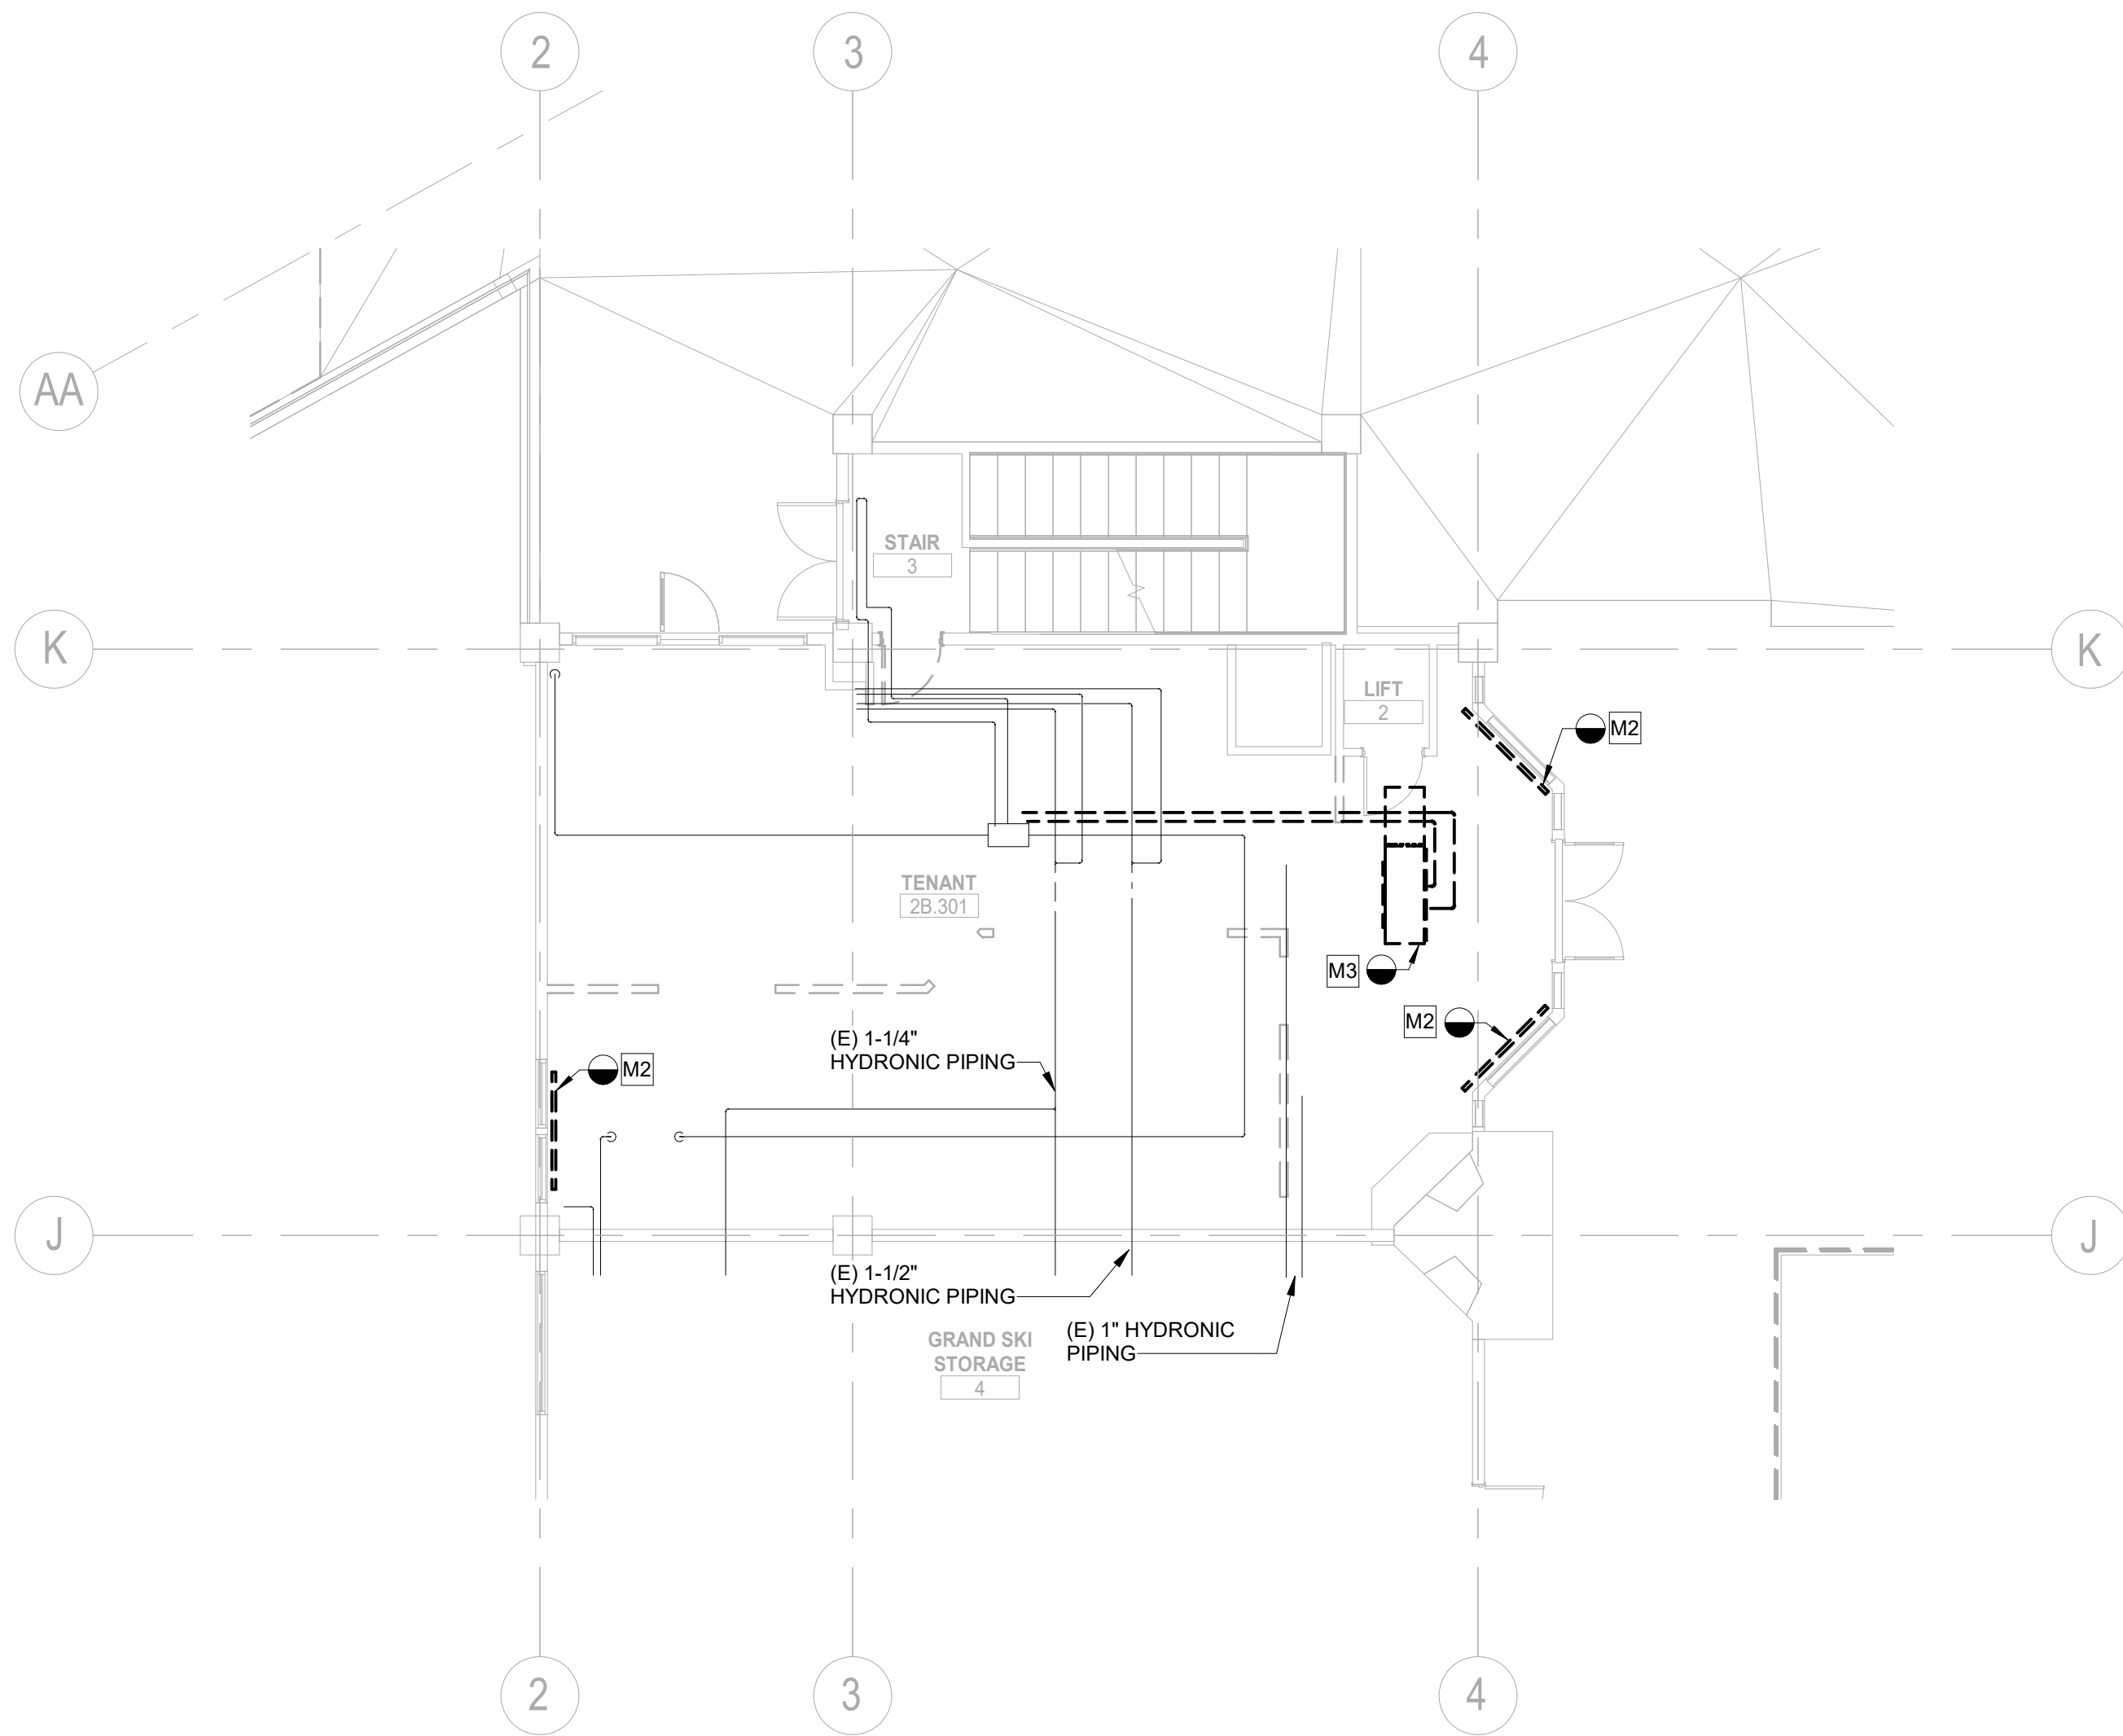 2
3
4
AA
STAIR
3
K
K
LIFT
2
M2
TENANT
2B.301
M3
M2
(E) 1-1/4"
HYDRONIC PIPING
M2
J
J
(E) 1-1/2"
HYDRONIC PIPING
(E) 1" HYDRONIC
PIPING
GRAND SKI
STORAGE
4
2
3
4